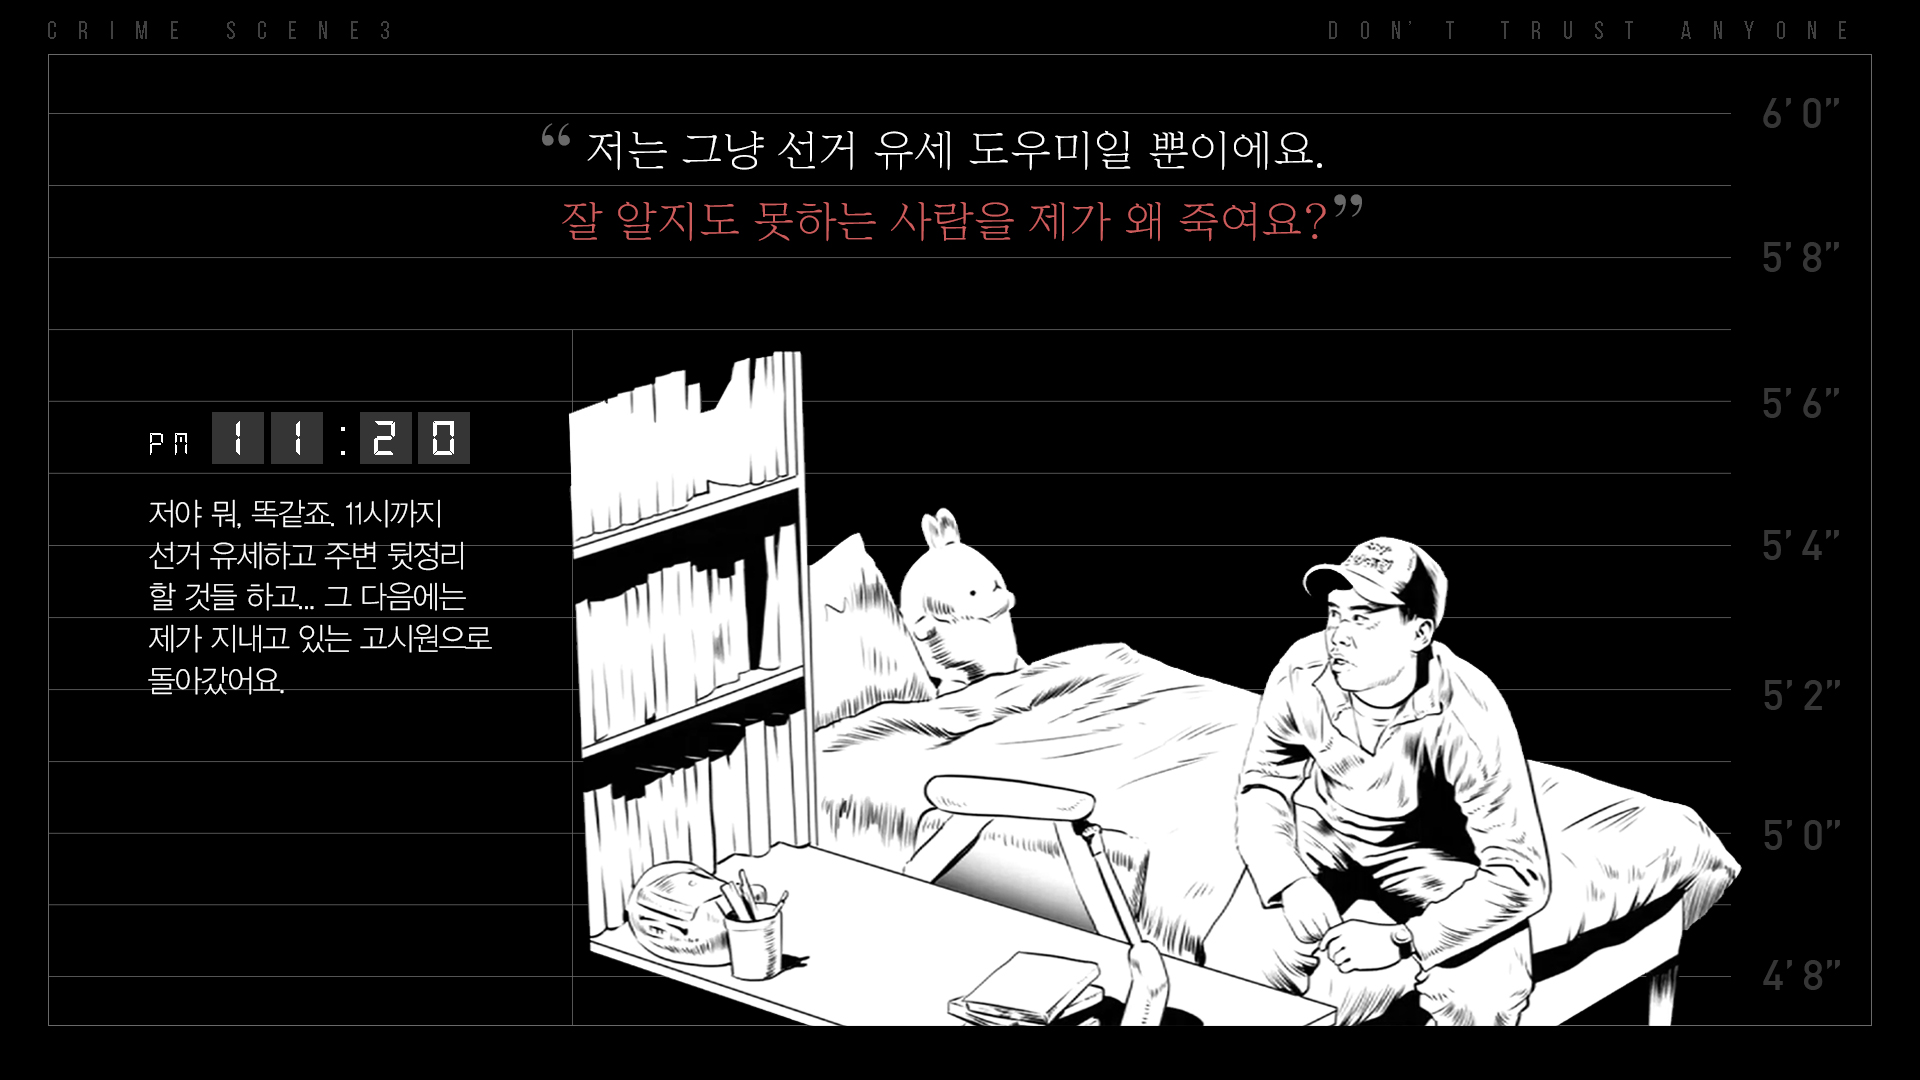 CRIME SCENE3
DON'T TRUST ANYONE
“ 저는 그냥 선거 유세 도우미일 뿐이에요.
잘 알지도 못하는 사람을 제가 왜 죽여요?”
PM 11:20
저야 뭐, 똑같죠. 11시까지
선거 유세하고 주변 뒷정리
할 것들 하고... 그 다음에는
제가 지내고 있는 고시원으로
돌아갔어요.
6’0”
5’8”
5’6”
5’4”
5’2”
5’0”
4’8”